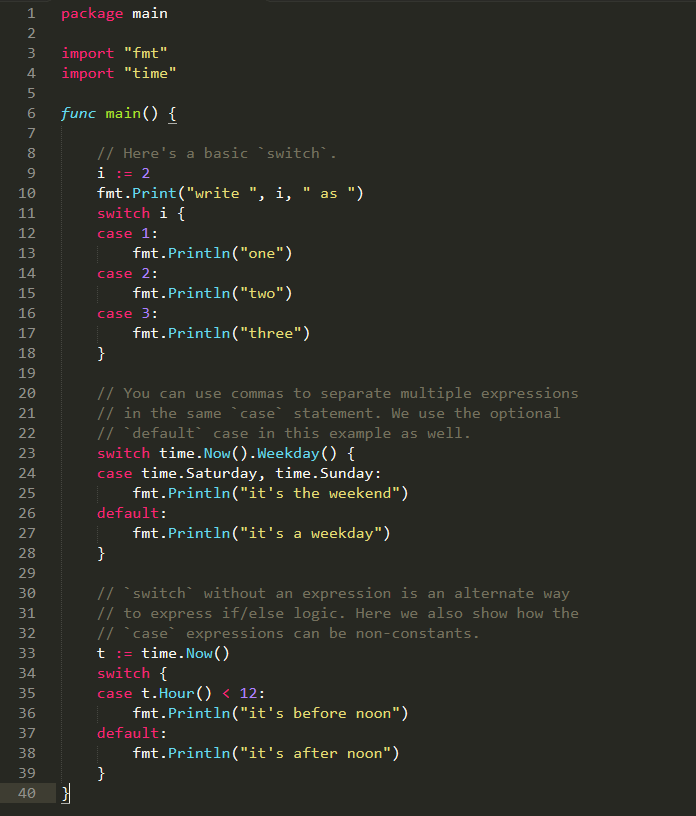 1 package main
2
3 import "fmt"
4 import "time"
5
6 func main() {
7
8     // Here's a basic `switch`.
9     i := 2
10     fmt.Print("write ", i, " as ")
11     switch i {
12     case 1:
13         fmt.Println("one")
14     case 2:
15         fmt.Println("two")
16     case 3:
17         fmt.Println("three")
18     }
19
20     // You can use commas to separate multiple expressions
21     // in the same `case` statement. We use the optional
22     // `default` case in this example as well.
23     switch time.Now().Weekday() {
24     case time.Saturday, time.Sunday:
25         fmt.Println("it's the weekend")
26     default:
27         fmt.Println("it's a weekday")
28     }
29
30     // `switch` without an expression is an alternate way
31     // to express if/else logic. Here we also show how the
32     // `case` expressions can be non-constants.
33     t := time.Now()
34     switch {
35     case t.Hour() < 12:
36         fmt.Println("it's before noon")
37     default:
38         fmt.Println("it's after noon")
39     }
40 }